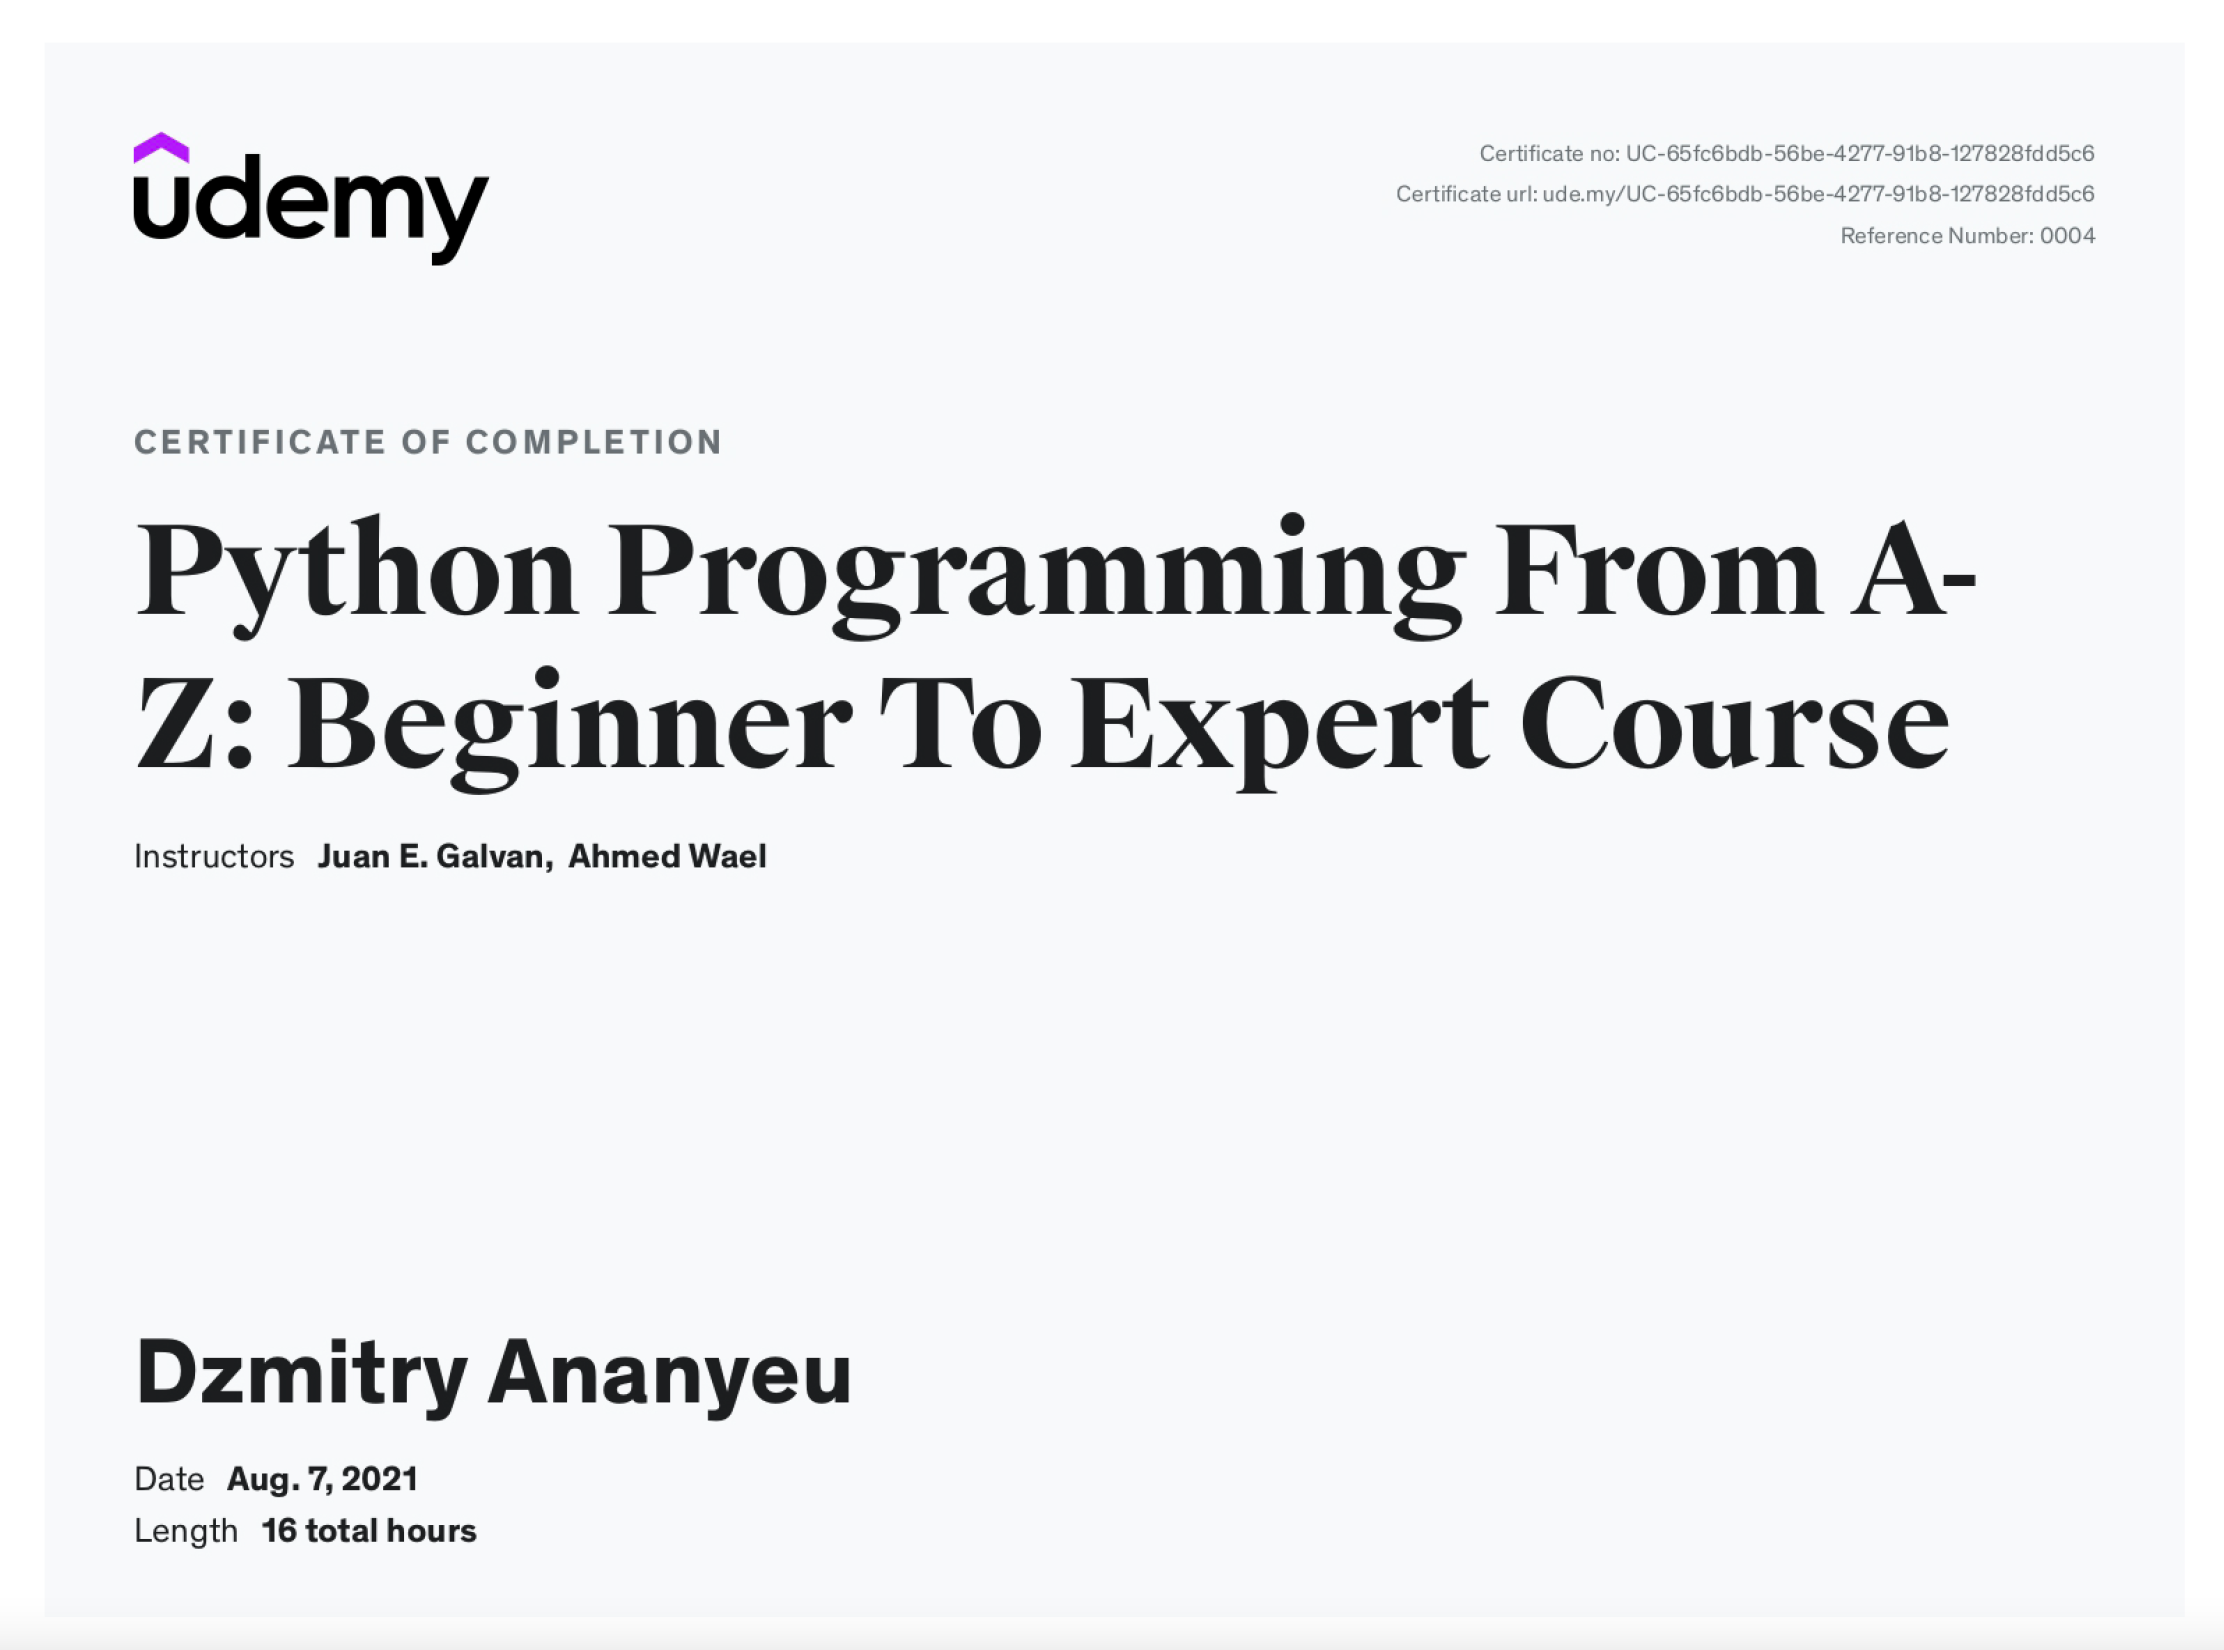 udemy
Certificate no: UC-65fc6bdb-56be-4277-91b8-127828fdd5c6
Certificate url: ude.my/UC-65fc6bdb-56be-4277-91b8-127828fdd5c6
Reference Number: 0004
CERTIFICATE OF COMPLETION
Python Programming From A-
Z: Beginner To Expert Course
Instructors Juan E. Galvan, Ahmed Wael
Dzmitry Ananyeu
Date Aug. 7, 2021
Length 16 total hours